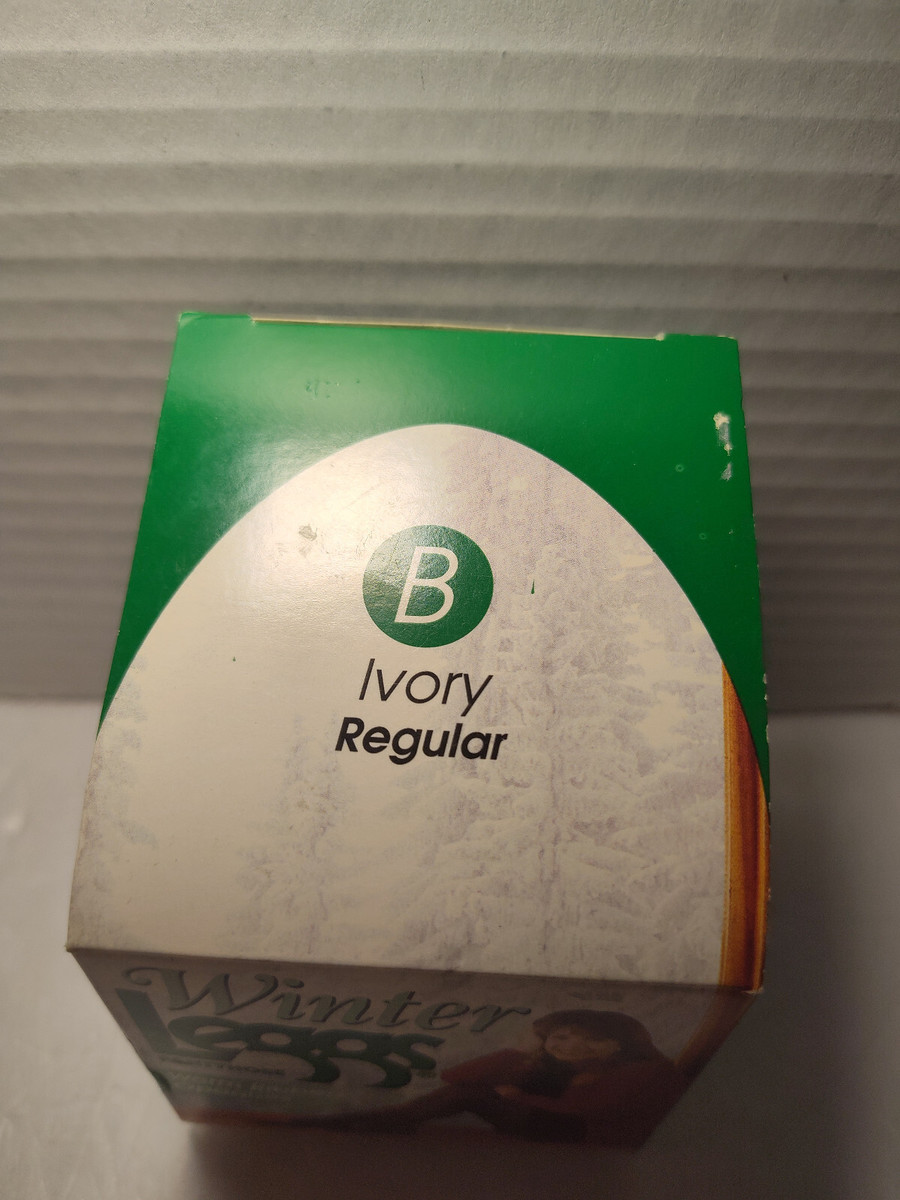 B
Ivory
Regular
Winter
Leggs